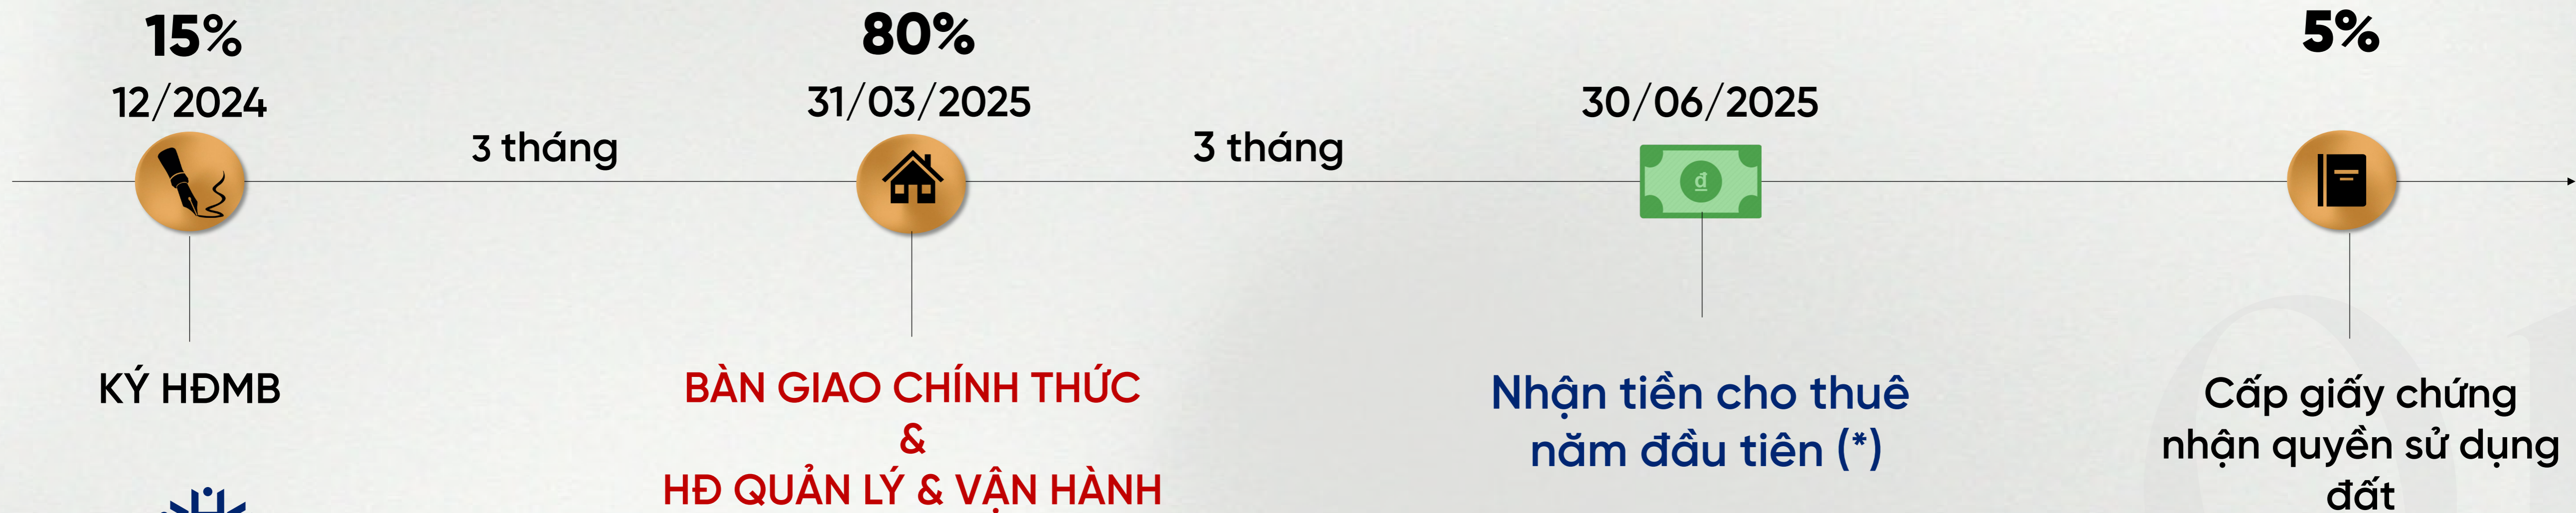 15%
12/2024
3 tháng
80%
31/03/2025
3 tháng
30/06/2025
5%
đ
KÝ HĐMB
BÀN GIAO CHÍNH THỨC
&
HĐ QUẢN LÝ & VẬN HÀNH
Nhận tiền cho thuê
năm đầu tiên (*)
Cấp giấy chứng
nhận quyền sử dụng
đất